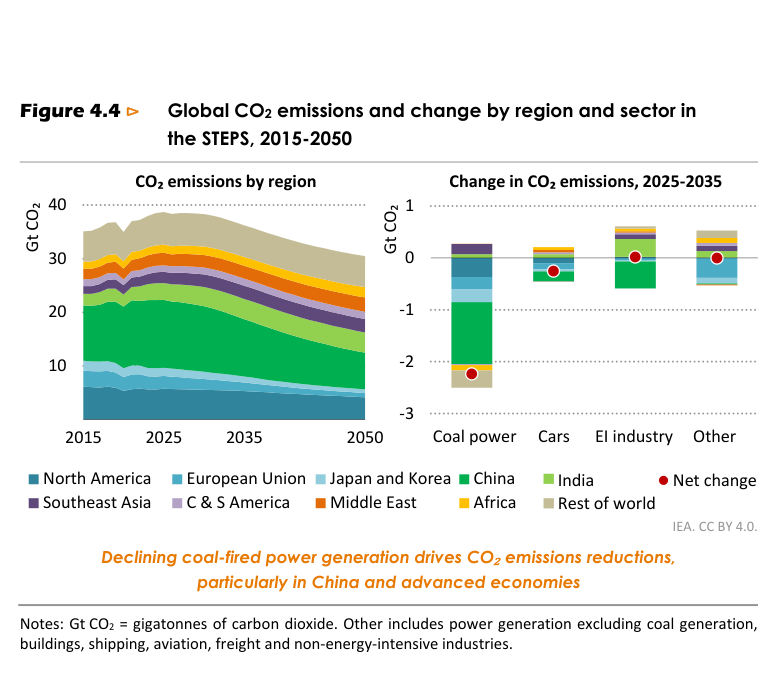 Figure 4.4 ▻ Global CO₂ emissions and change by region and sector in
the STEPS, 2015-2050
CO₂ emissions by region
Gt CO₂
40
30
20
10
2015 2025 2035 2050
Change in CO₂ emissions, 2025-2035
Gt CO₂
1
0
-1
-2
-3
Coal power Cars EI industry Other
North America European Union Japan and Korea China India Net change
Southeast Asia C & S America Middle East Africa Rest of world
IEA. CC BY 4.0.
Declining coal-fired power generation drives CO₂ emissions reductions,
particularly in China and advanced economies
Notes: Gt CO₂ = gigatonnes of carbon dioxide. Other includes power generation excluding coal generation,
buildings, shipping, aviation, freight and non-energy-intensive industries.